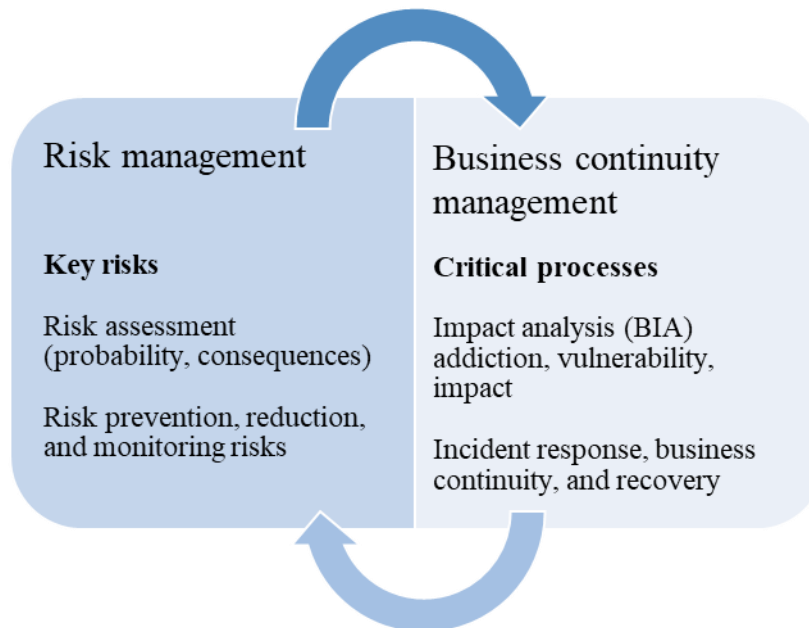 Risk management
Key risks
Risk assessment
(probability, consequences)
Risk prevention, reduction,
and monitoring risks
Business continuity
management
Critical processes
Impact analysis (BIA)
addiction, vulnerability,
impact
Incident response, business
continuity, and recovery